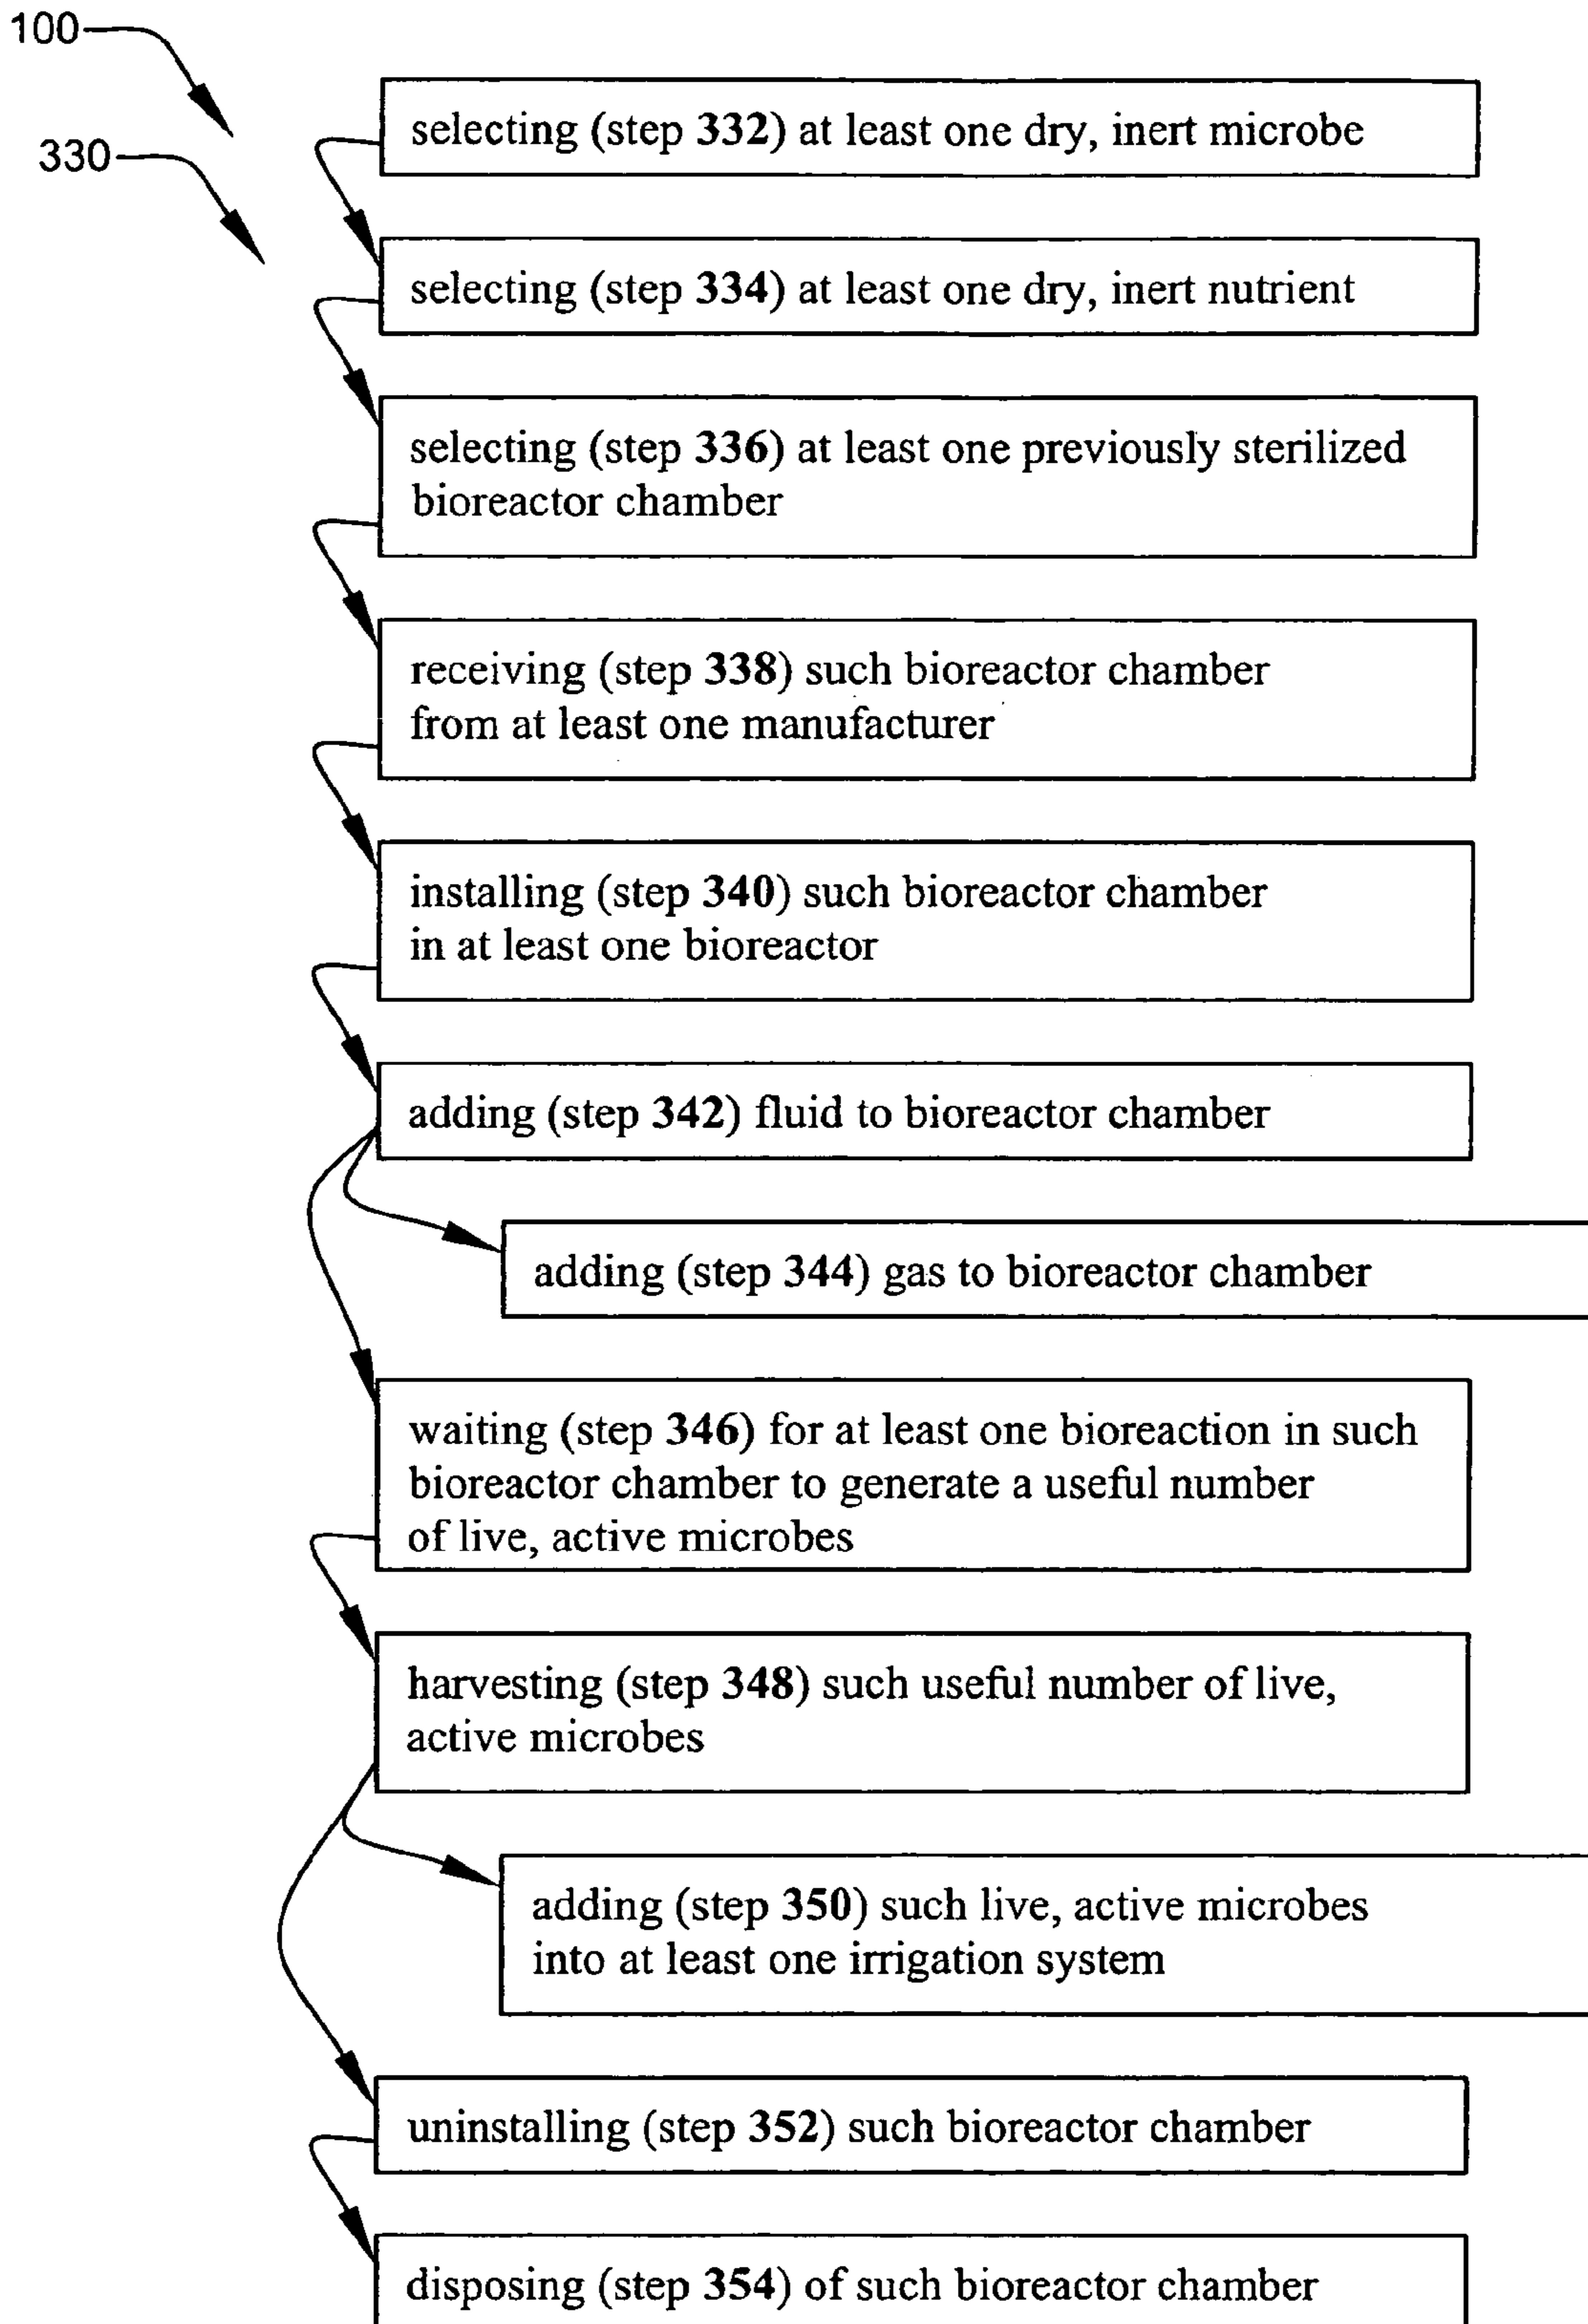 100
330
selecting (step 332) at least one dry, inert microbe
selecting (step 334) at least one dry, inert nutrient
selecting (step 336) at least one previously sterilized
bioreactor chamber
receiving (step 338) such bioreactor chamber
from at least one manufacturer
installing (step 340) such bioreactor chamber
in at least one bioreactor
adding (step 342) fluid to bioreactor chamber
adding (step 344) gas to bioreactor chamber
waiting (step 346) for at least one bioreaction in such
bioreactor chamber to generate a useful number
of live, active microbes
harvesting (step 348) such useful number of live,
active microbes
adding (step 350) such live, active microbes
into at least one irrigation system
uninstalling (step 352) such bioreactor chamber
disposing (step 354) of such bioreactor chamber